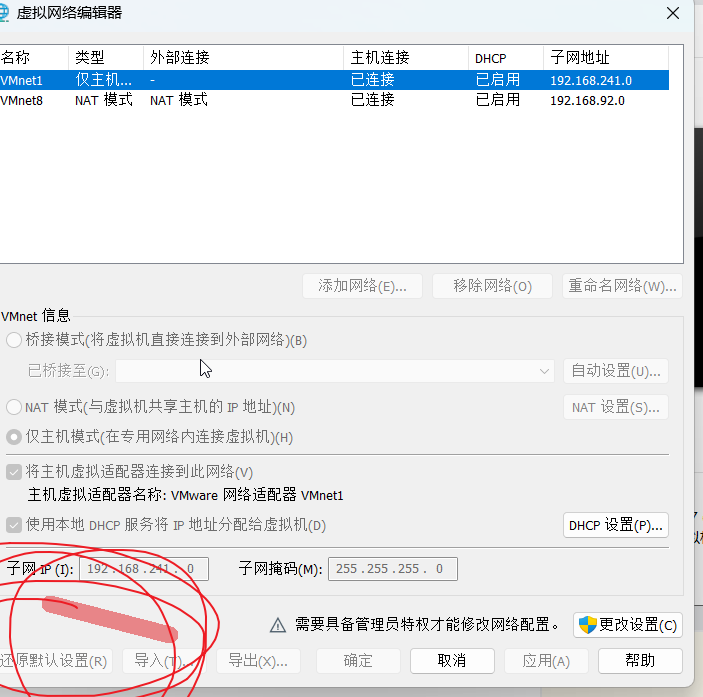 虚拟网络编辑器
名称 类型 外部连接 主机连接 DHCP 子网地址
VMnet1 仅主机... - 已连接 已启用 192.168.241.0
VMnet8 NAT 模式 NAT 模式 已连接 已启用 192.168.92.0
添加网络(E)... 移除网络(O) 重命名网络(W)...
VMnet 信息
桥接模式(将虚拟机直接连接到外部网络)(B)
已桥接至(G): 自动设置(U)...
NAT 模式(与虚拟机共享主机的 IP 地址)(N) NAT 设置(S)...
仅主机模式(在专用网络内连接虚拟机)(H)
将主机虚拟适配器连接到此网络(V)
主机虚拟适配器名称: VMware 网络适配器 VMnet1
使用本地 DHCP 服务将 IP 地址分配给虚拟机(D) DHCP 设置(P)...
子网 IP (I): 192 . 168 . 241 . 0 子网掩码(M): 255 . 255 . 255 . 0
需要具备管理员特权才能修改网络配置。 更改设置(C)
还原默认设置(R) 导入(T)... 导出(X)... 确定 取消 应用(A) 帮助